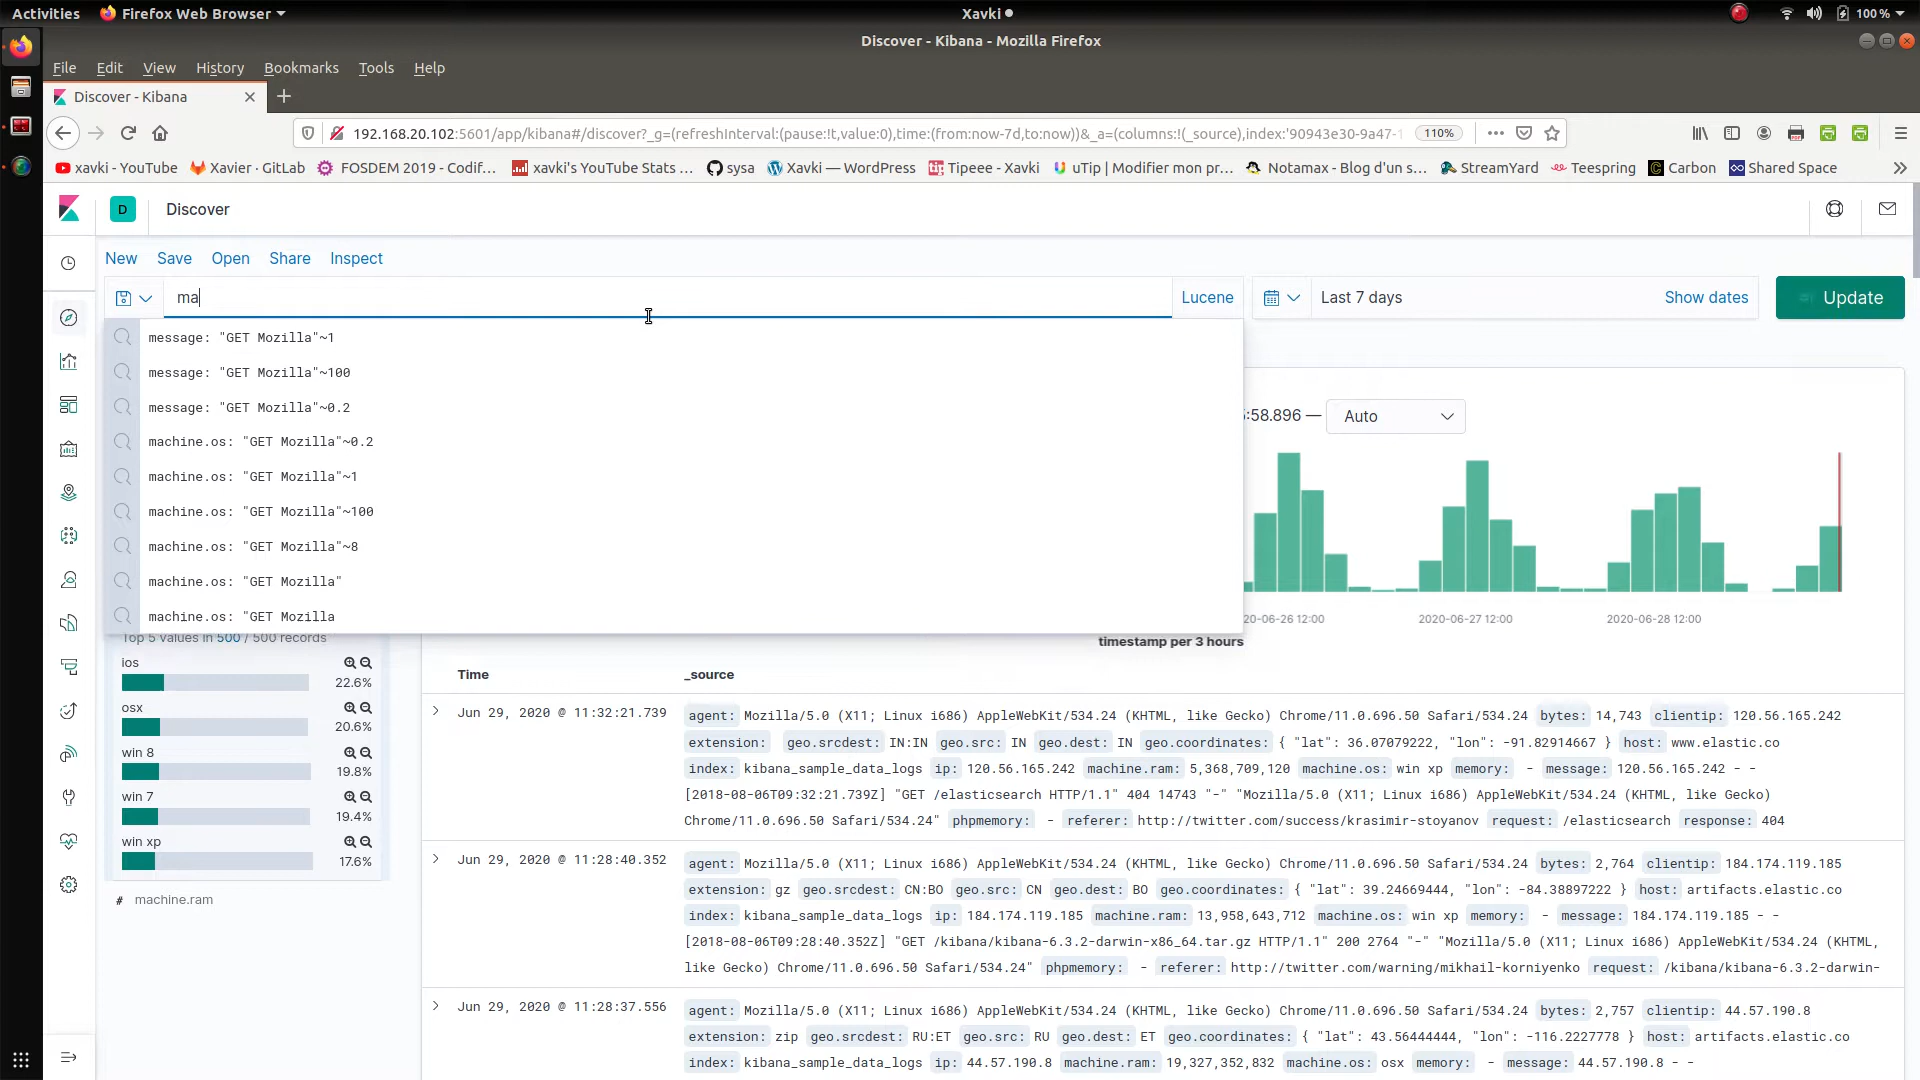 Activities Firefox Web Browser Xavki 100 %
Discover - Kibana - Mozilla Firefox
File Edit View History Bookmarks Tools Help
Discover - Kibana
192.168.20.102:5601/app/kibana#/discover?_g=(refreshInterval:(pause:!t,value:0),time:(from:now-7d,to:now))&_a=(columns:!(_source),index:'90943e30-9a47-1 110%
xavki - YouTube Xavier · GitLab FOSDEM 2019 - Codif... xavki's YouTube Stats ... sysa Xavki — WordPress Tipeee - Xavki uTip | Modifier mon pr... Notamax - Blog d'un s... StreamYard Teespring Carbon Shared Space
D Discover
New Save Open Share Inspect
ma Lucene Last 7 days Show dates Update
message: "GET Mozilla"~1
message: "GET Mozilla"~100
message: "GET Mozilla"~0.2
machine.os: "GET Mozilla"~0.2
machine.os: "GET Mozilla"~1
machine.os: "GET Mozilla"~100
machine.os: "GET Mozilla"~8
machine.os: "GET Mozilla"
machine.os: "GET Mozilla
:58.896 — Auto
20-06-26 12:00 2020-06-27 12:00 2020-06-28 12:00
timestamp per 3 hours
Top 5 values in 500 / 500 records
ios
22.6%
osx
20.6%
win 8
19.8%
win 7
19.4%
win xp
17.6%
# machine.ram
Time _source
Jun 29, 2020 @ 11:32:21.739 agent: Mozilla/5.0 (X11; Linux i686) AppleWebKit/534.24 (KHTML, like Gecko) Chrome/11.0.696.50 Safari/534.24 bytes: 14,743 clientip: 120.56.165.242
extension: geo.srcdest: IN:IN geo.src: IN geo.dest: IN geo.coordinates: { "lat": 36.07079222, "lon": -91.82914667 } host: www.elastic.co
index: kibana_sample_data_logs ip: 120.56.165.242 machine.ram: 5,368,709,120 machine.os: win xp memory: - message: 120.56.165.242 - -
[2018-08-06T09:32:21.739Z] "GET /elasticsearch HTTP/1.1" 404 14743 "-" "Mozilla/5.0 (X11; Linux i686) AppleWebKit/534.24 (KHTML, like Gecko)
Chrome/11.0.696.50 Safari/534.24" phpmemory: - referer: http://twitter.com/success/krasimir-stoyanov request: /elasticsearch response: 404
Jun 29, 2020 @ 11:28:40.352 agent: Mozilla/5.0 (X11; Linux i686) AppleWebKit/534.24 (KHTML, like Gecko) Chrome/11.0.696.50 Safari/534.24 bytes: 2,764 clientip: 184.174.119.185
extension: gz geo.srcdest: CN:BO geo.src: CN geo.dest: BO geo.coordinates: { "lat": 39.24669444, "lon": -84.38897222 } host: artifacts.elastic.co
index: kibana_sample_data_logs ip: 184.174.119.185 machine.ram: 13,958,643,712 machine.os: win xp memory: - message: 184.174.119.185 - -
[2018-08-06T09:28:40.352Z] "GET /kibana/kibana-6.3.2-darwin-x86_64.tar.gz HTTP/1.1" 200 2764 "-" "Mozilla/5.0 (X11; Linux i686) AppleWebKit/534.24 (KHTML,
like Gecko) Chrome/11.0.696.50 Safari/534.24" phpmemory: - referer: http://twitter.com/warning/mikhail-korniyenko request: /kibana/kibana-6.3.2-darwin-
Jun 29, 2020 @ 11:28:37.556 agent: Mozilla/5.0 (X11; Linux i686) AppleWebKit/534.24 (KHTML, like Gecko) Chrome/11.0.696.50 Safari/534.24 bytes: 2,757 clientip: 44.57.190.8
extension: zip geo.srcdest: RU:ET geo.src: RU geo.dest: ET geo.coordinates: { "lat": 43.56444444, "lon": -116.2227778 } host: artifacts.elastic.co
index: kibana_sample_data_logs ip: 44.57.190.8 machine.ram: 19,327,352,832 machine.os: osx memory: - message: 44.57.190.8 - -